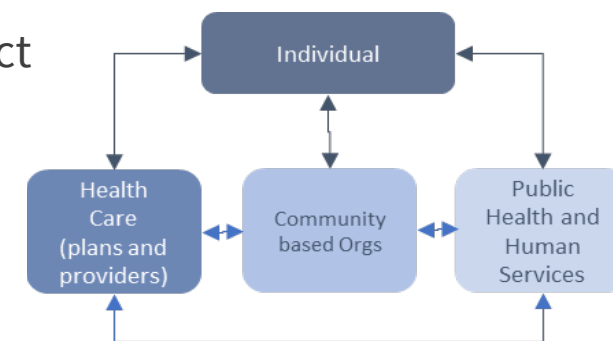 ct
Individual
Health
Care
(plans and
providers)
Community
based Orgs
Public
Health and
Human
Services